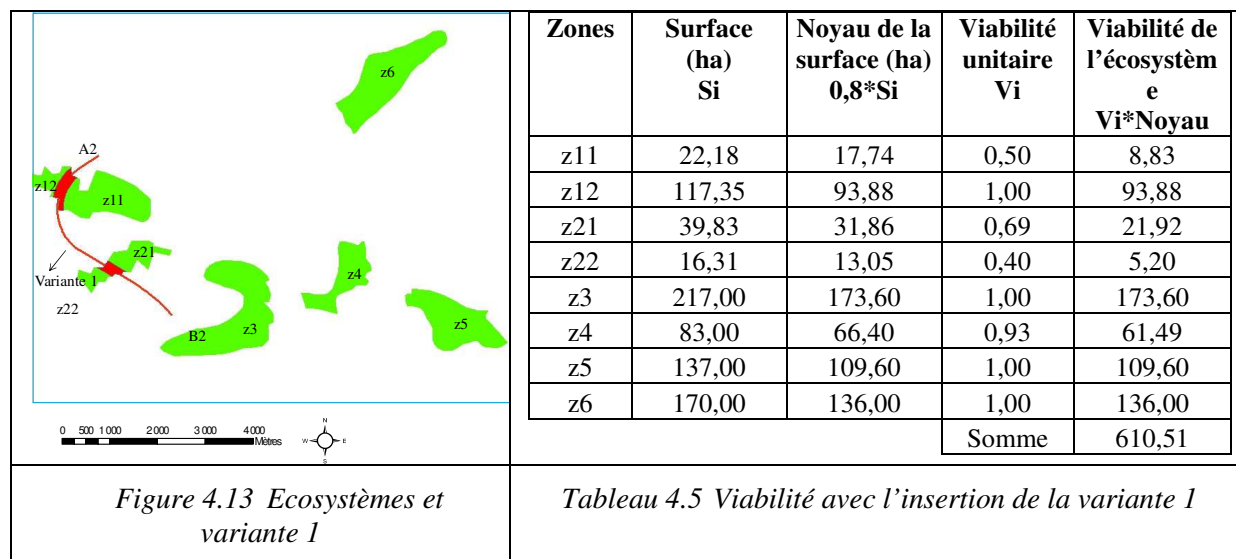 z6
A2
z12
z11
z21
Variante 1
z22
z4
B2
z3
z5
N
W E
S
0 500 1 000 2 000 3 000 4 000
Mètres
Zones Surface (ha) Si Noyau de la surface (ha) 0,8*Si Viabilité unitaire Vi Viabilité de l’écosystèm e Vi*Noyau
z11 22,18 17,74 0,50 8,83
z12 117,35 93,88 1,00 93,88
z21 39,83 31,86 0,69 21,92
z22 16,31 13,05 0,40 5,20
z3 217,00 173,60 1,00 173,60
z4 83,00 66,40 0,93 61,49
z5 137,00 109,60 1,00 109,60
z6 170,00 136,00 1,00 136,00
Somme 610,51
Figure 4.13 Ecosystèmes et
variante 1
Tableau 4.5 Viabilité avec l’insertion de la variante 1